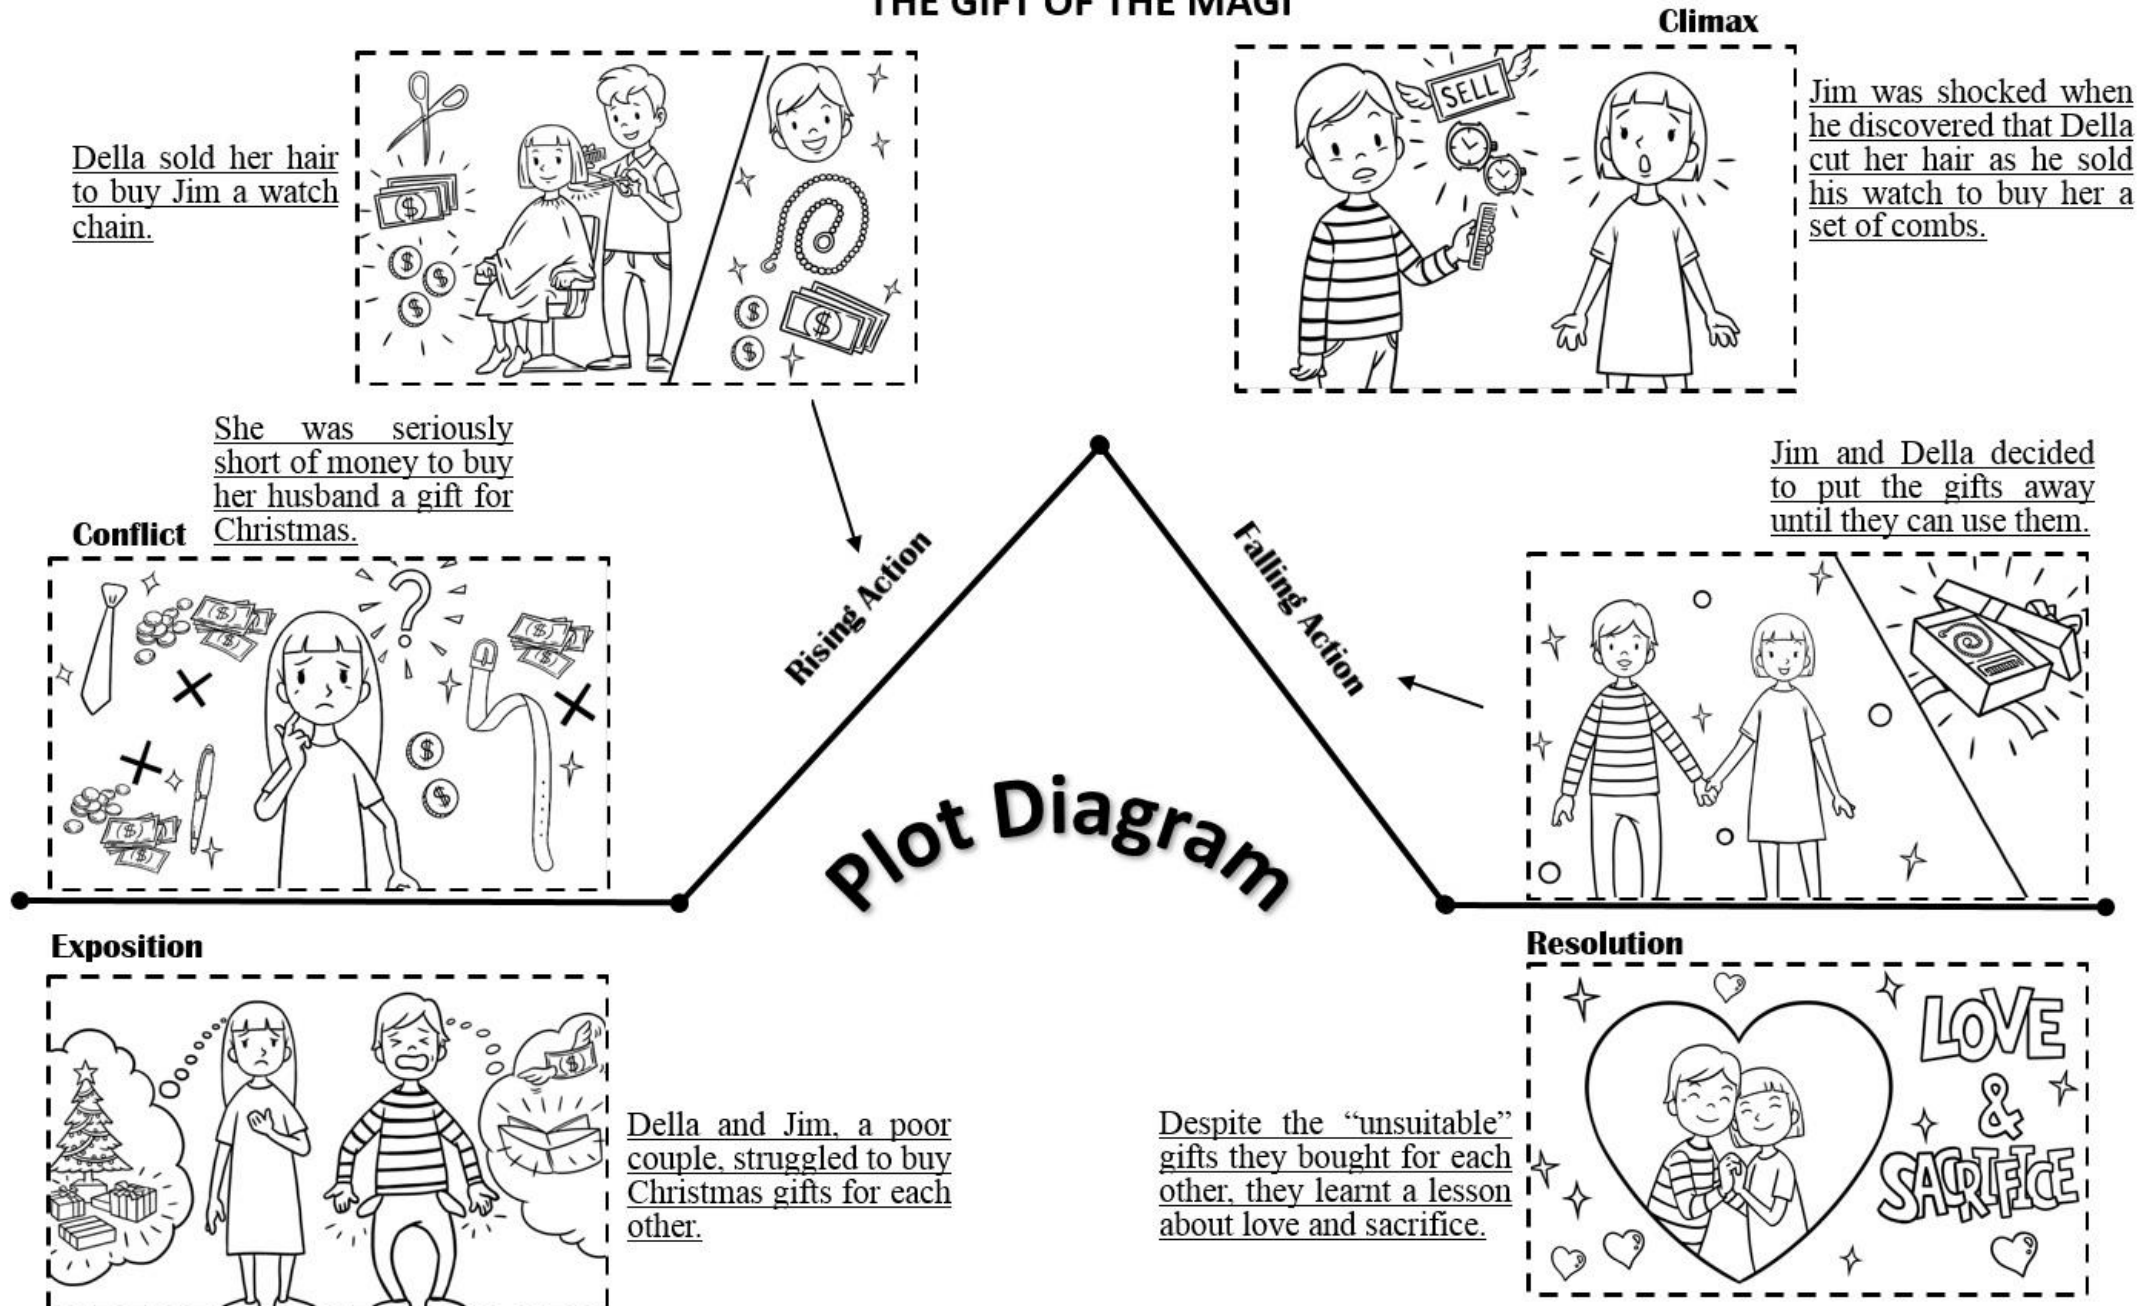 THE GIFT OF THE MAGI
Climax
Della sold her hair
to buy Jim a watch
chain.
$
$
$
$
$
$
$
SELL
Jim was shocked when
he discovered that Della
cut her hair as he sold
his watch to buy her a
set of combs.
She was seriously
short of money to buy
her husband a gift for
Christmas.
Conflict
?
$
$
$
$
$
$
$
$
Rising Action
Falling Action
Jim and Della decided
to put the gifts away
until they can use them.
Plot Diagram
Exposition
$
Della and Jim, a poor
couple, struggled to buy
Christmas gifts for each
other.
Resolution
Despite the “unsuitable”
gifts they bought for each
other, they learnt a lesson
about love and sacrifice.
LOVE
&
SACRIFICE